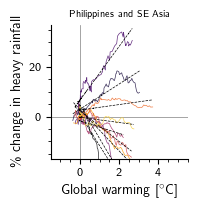 Philippines and SE Asia
% change in heavy rainfall
20
0
0
2
4
Global warming [°C]